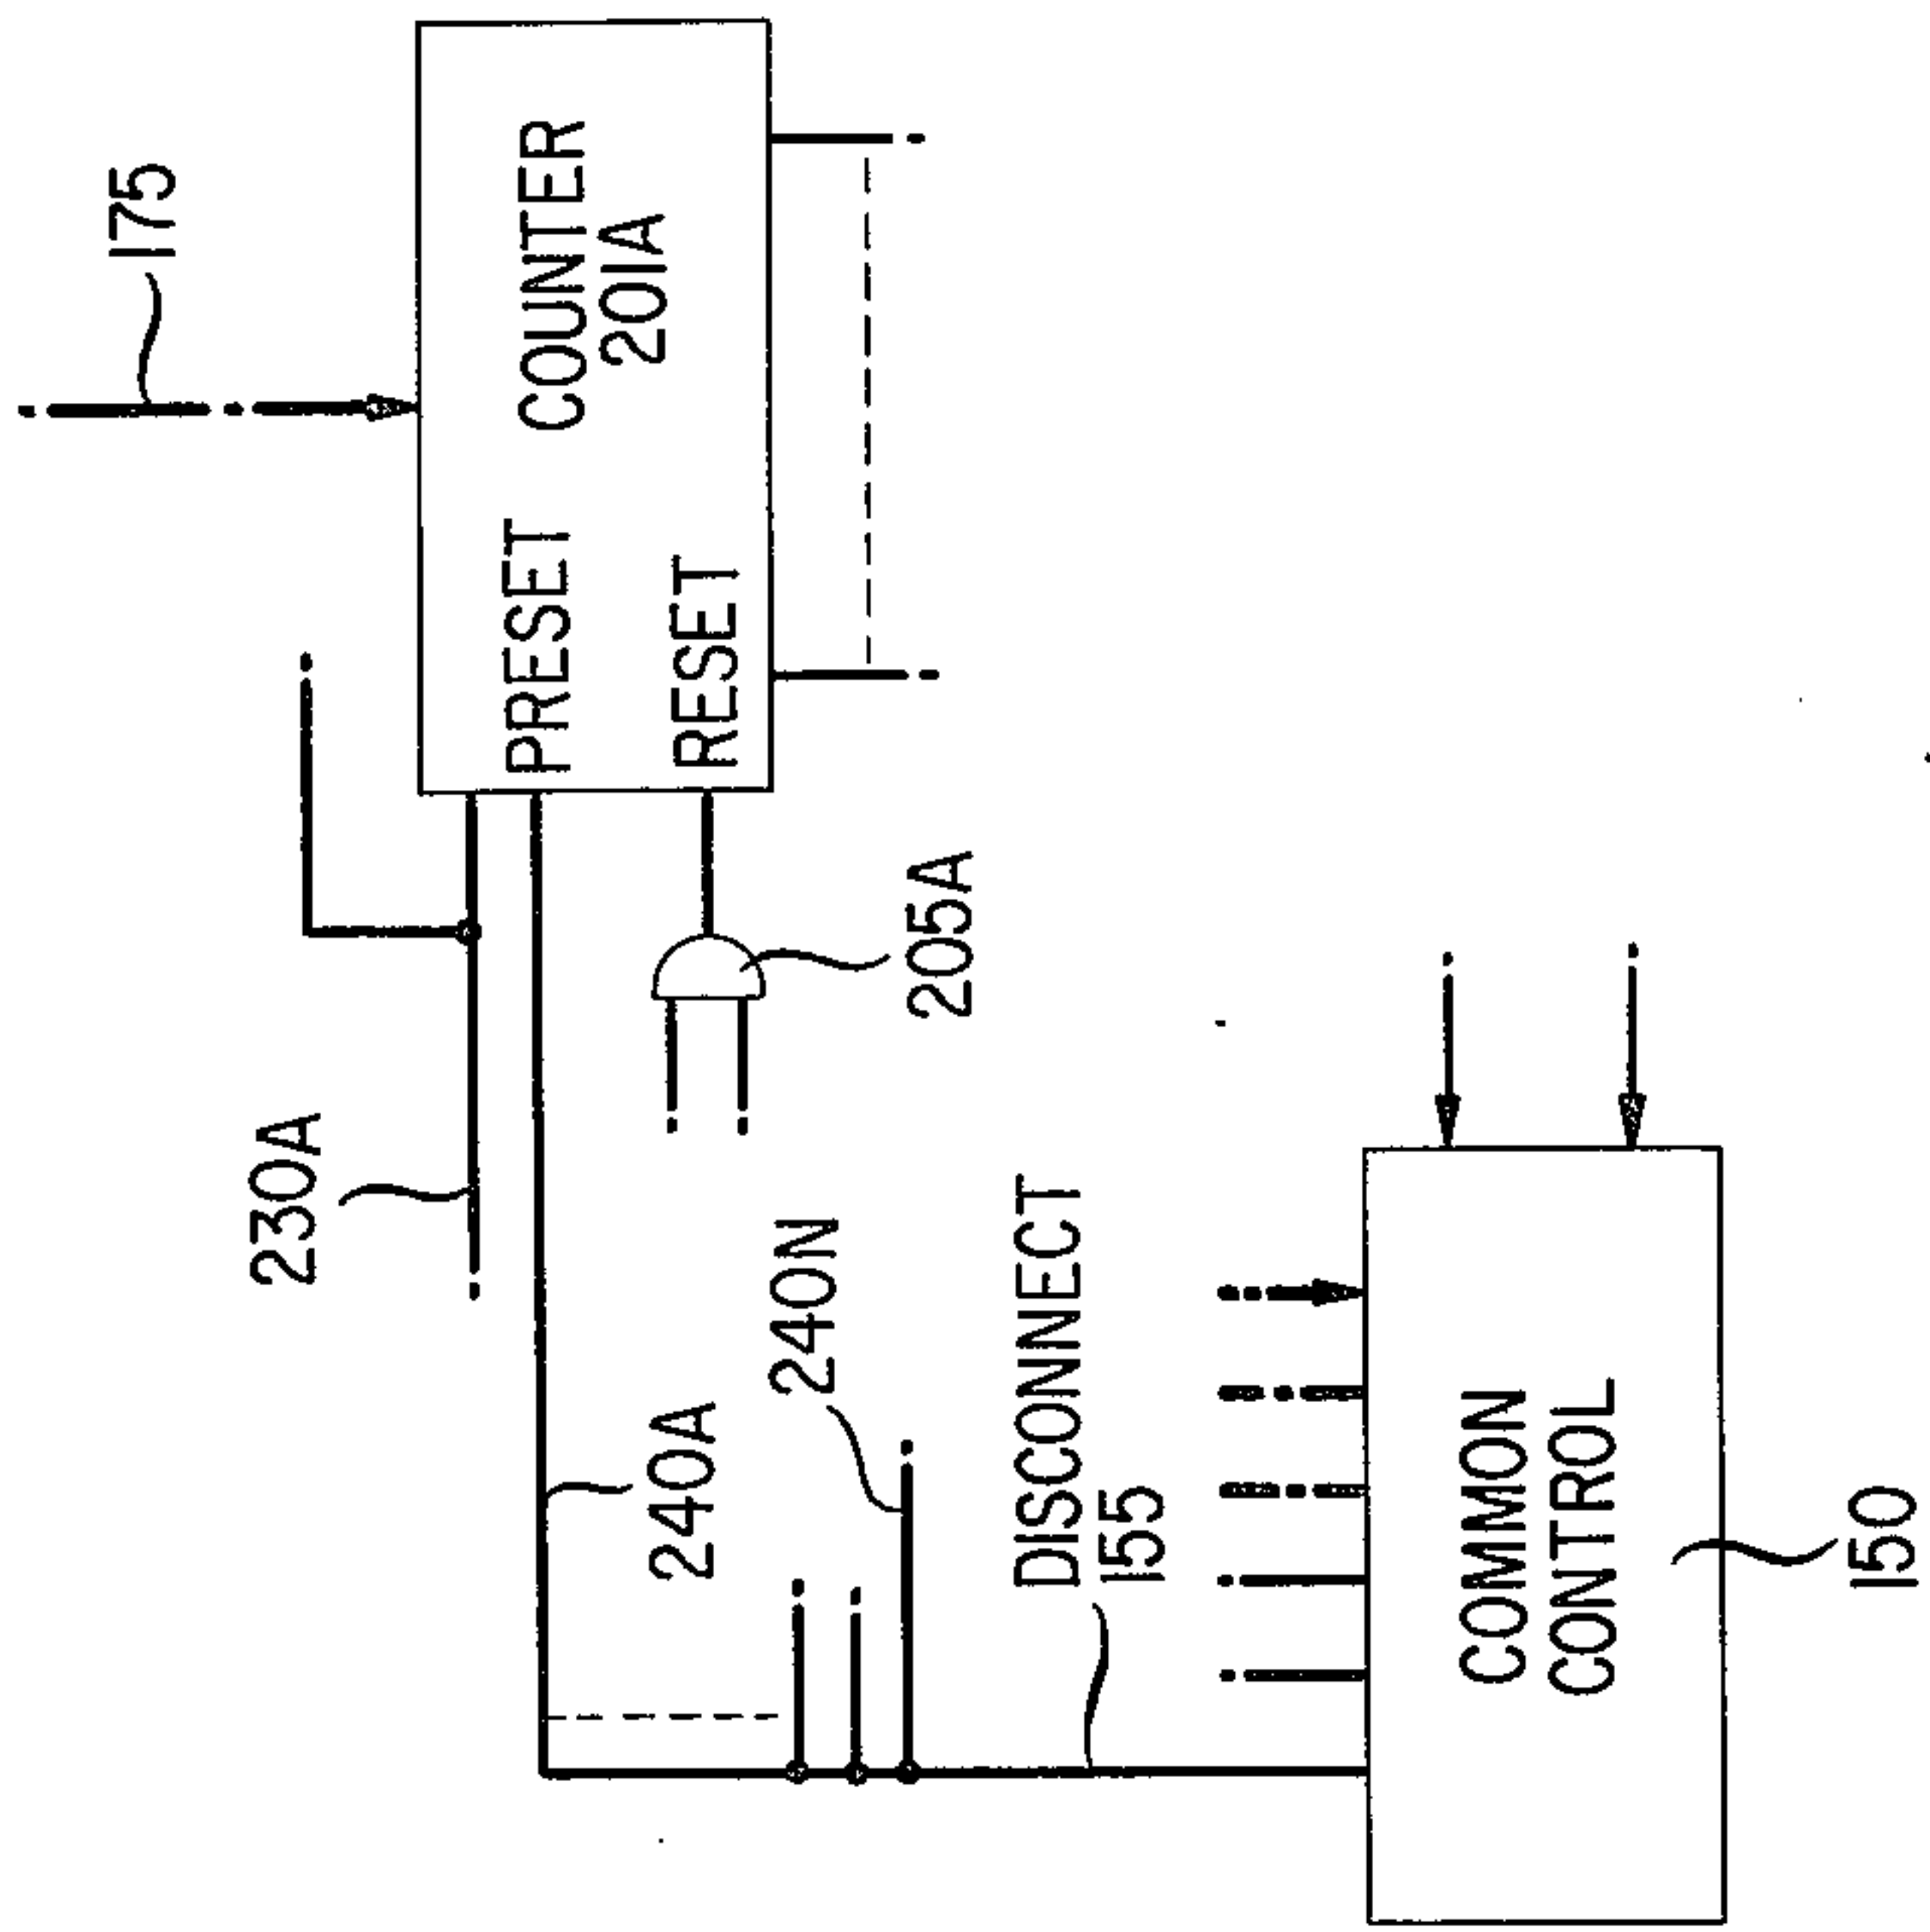 175
COUNTER
201A
PRESET
RESET
230A
205A
240A
240N
DISCONNECT
155
COMMON
CONTROL
150